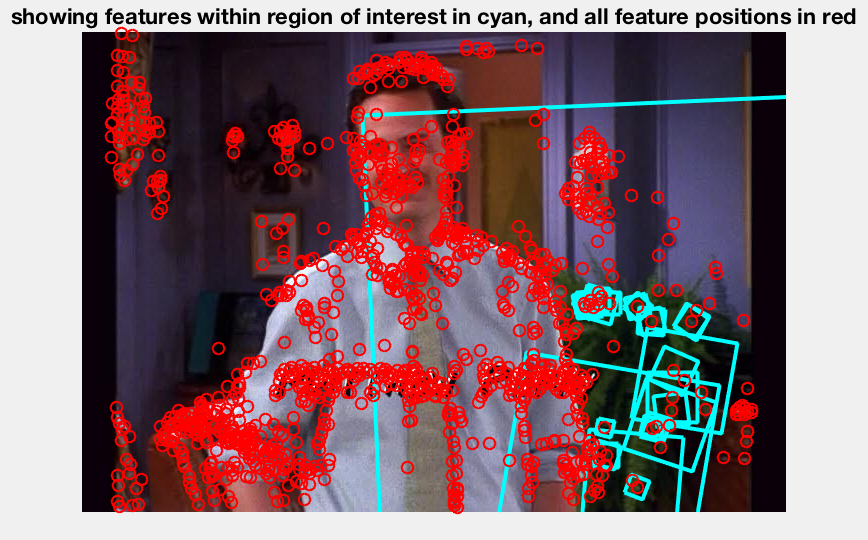 showing features within region of interest in cyan, and all feature positions in red